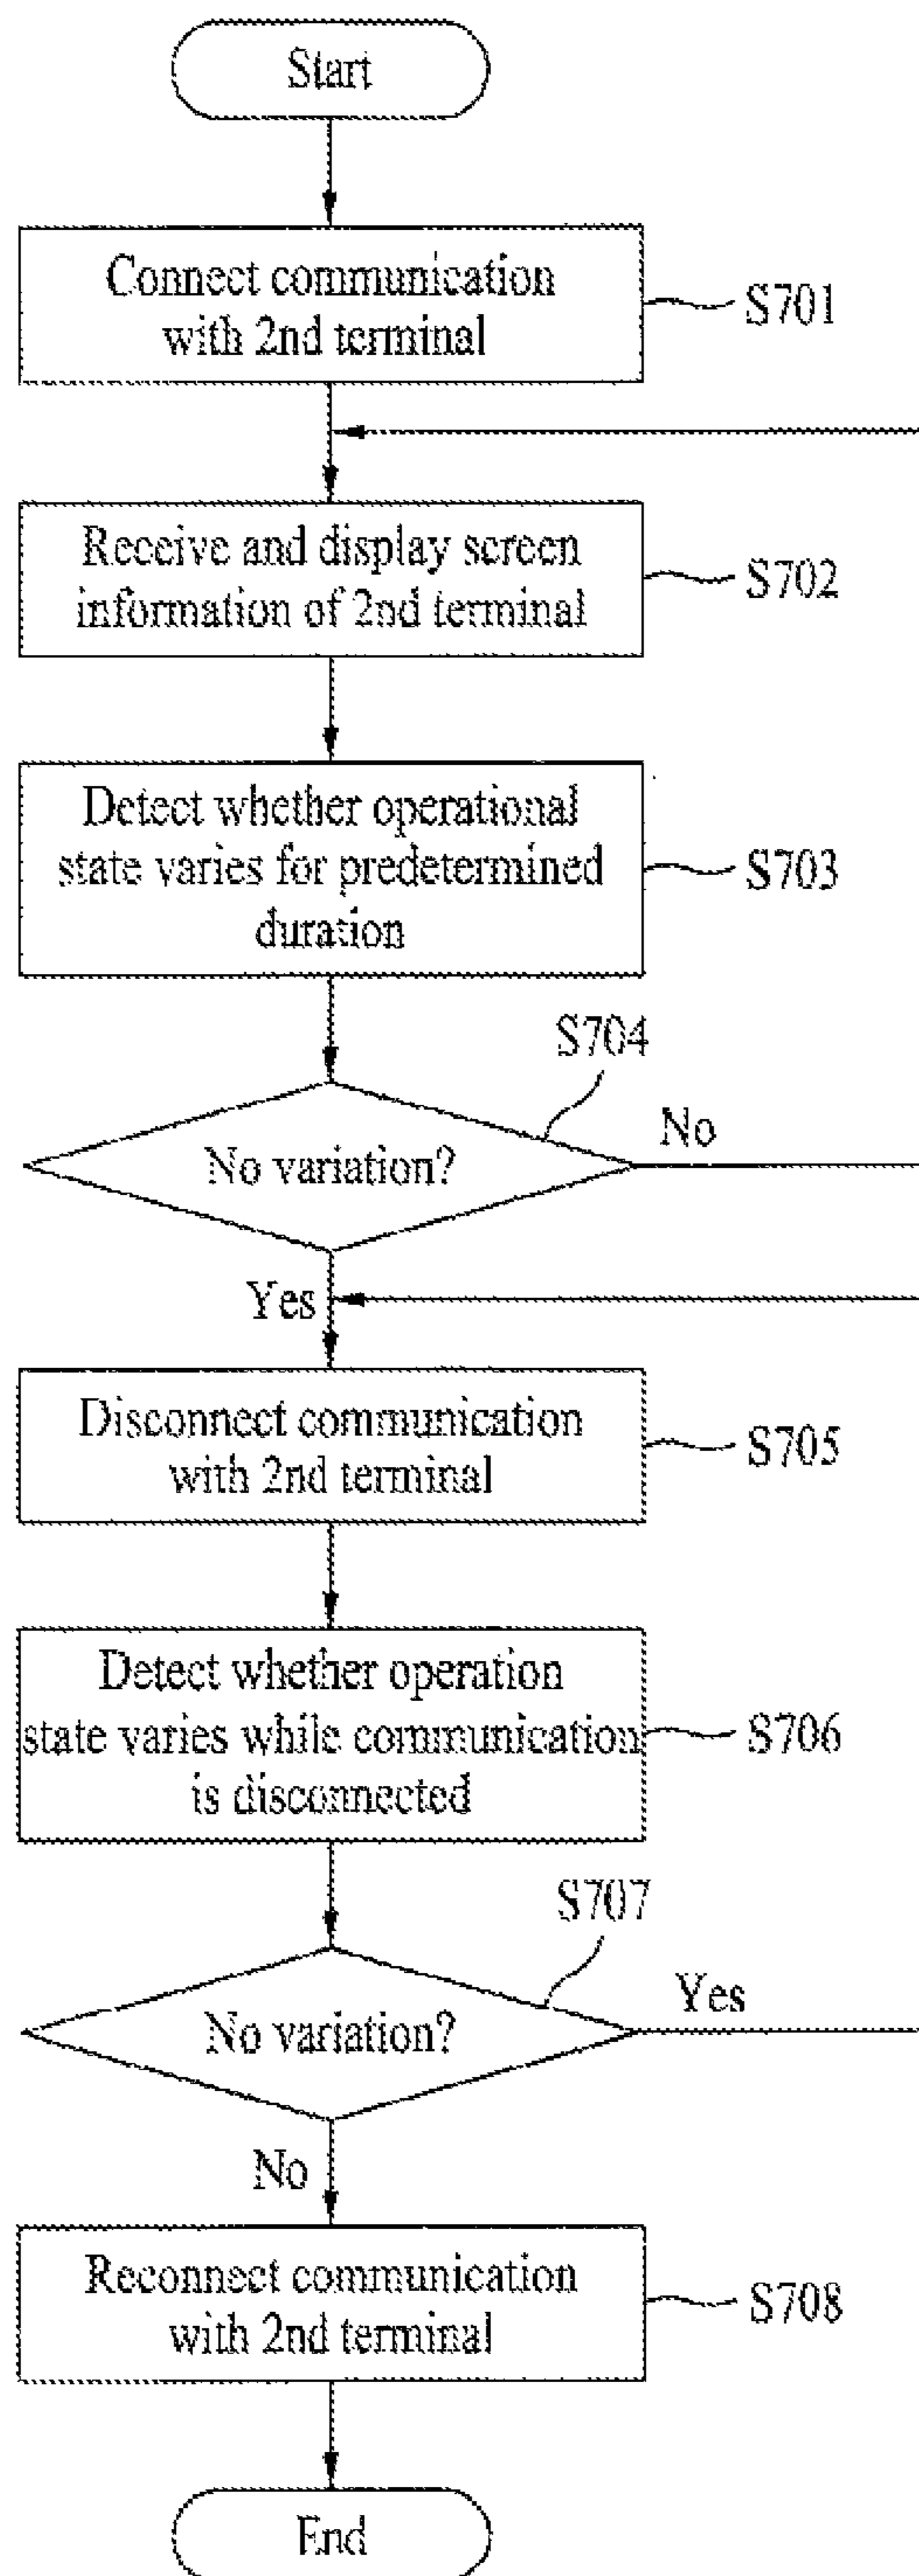 Start
Connect communication
with 2nd terminal
S701
Receive and display screen
information of 2nd terminal
S702
Detect whether operational
state varies for predetermined
duration
S703
S704
No variation?
No
Yes
Disconnect communication
with 2nd terminal
S705
Detect whether operation
state varies while communication
is disconnected
S706
S707
No variation?
Yes
No
Reconnect communication
with 2nd terminal
S708
End